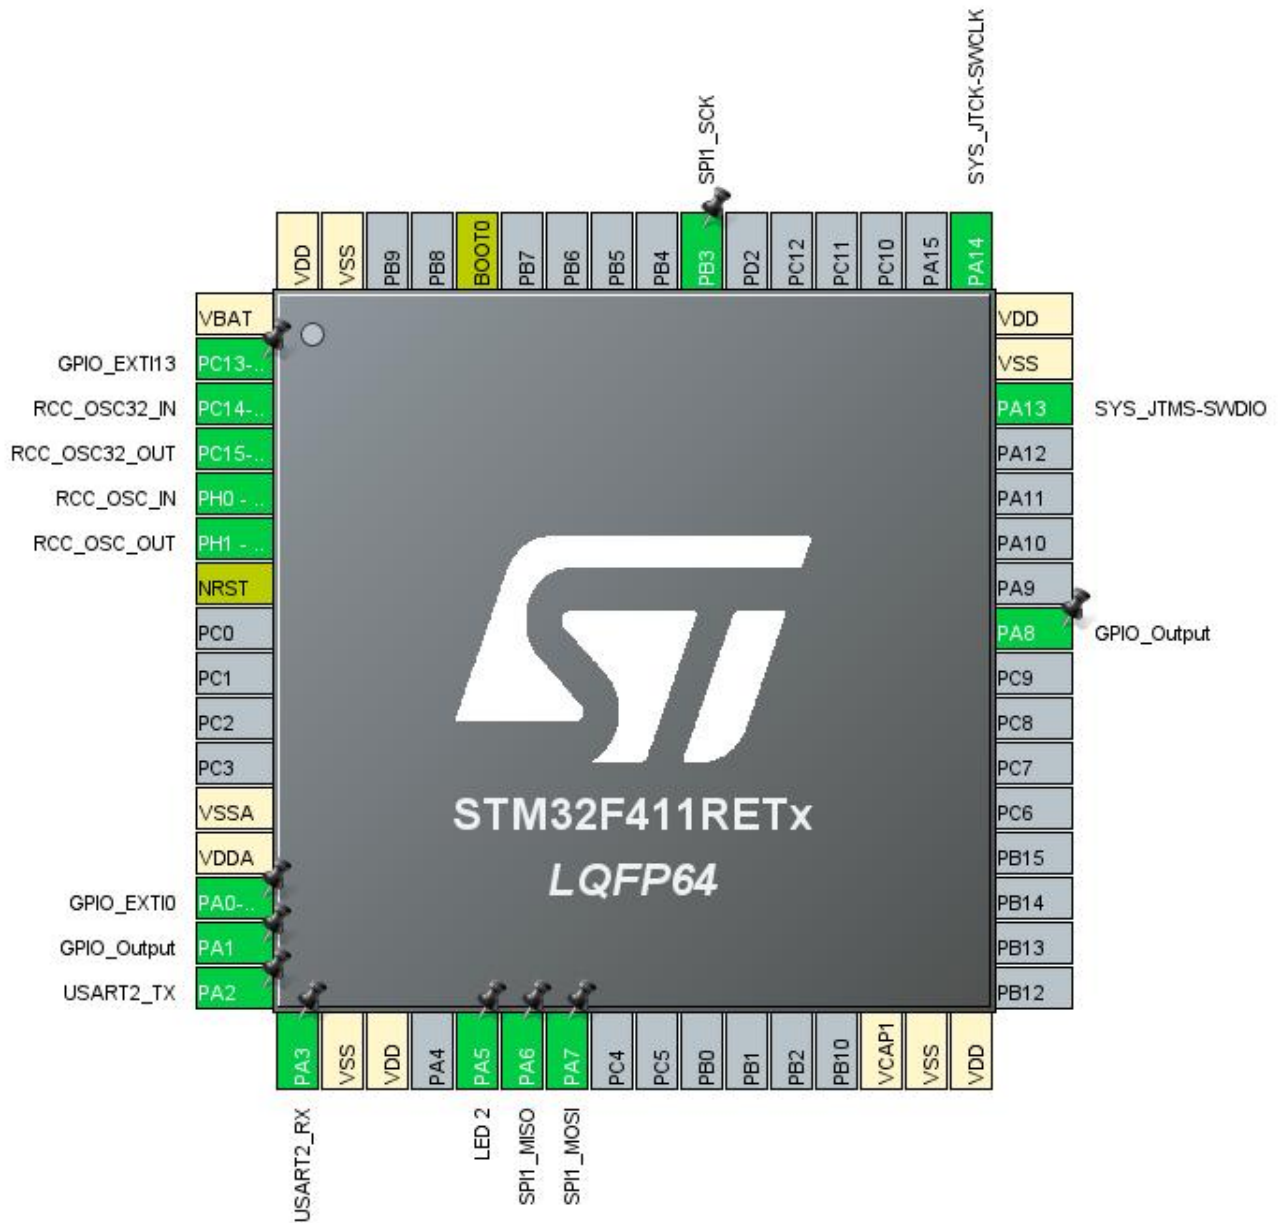 SPI1_SCK
SYS_JTCK-SWCLK
VDD
VSS
PB9
PB8
BOOT0
PB7
PB6
PB5
PB4
PB3
PD2
PC12
PC11
PC10
PA15
PA14
VBAT
GPIO_EXTI13 PC13-..
RCC_OSC32_IN PC14-..
RCC_OSC32_OUT PC15-..
RCC_OSC_IN PH0 - ..
RCC_OSC_OUT PH1 - ..
NRST
PC0
PC1
PC2
PC3
VSSA
VDDA
GPIO_EXTI0 PA0-..
GPIO_Output PA1
USART2_TX PA2
VDD
VSS
PA13 SYS_JTMS-SWDIO
PA12
PA11
PA10
PA9
PA8 GPIO_Output
PC9
PC8
PC7
PC6
PB15
PB14
PB13
PB12
ST
STM32F411RETx
LQFP64
PA3
VSS
VDD
PA4
PA5
PA6
PA7
PC4
PC5
PB0
PB1
PB2
PB10
VCAP1
VSS
VDD
USART2_RX
LED 2
SPI1_MISO
SPI1_MOSI